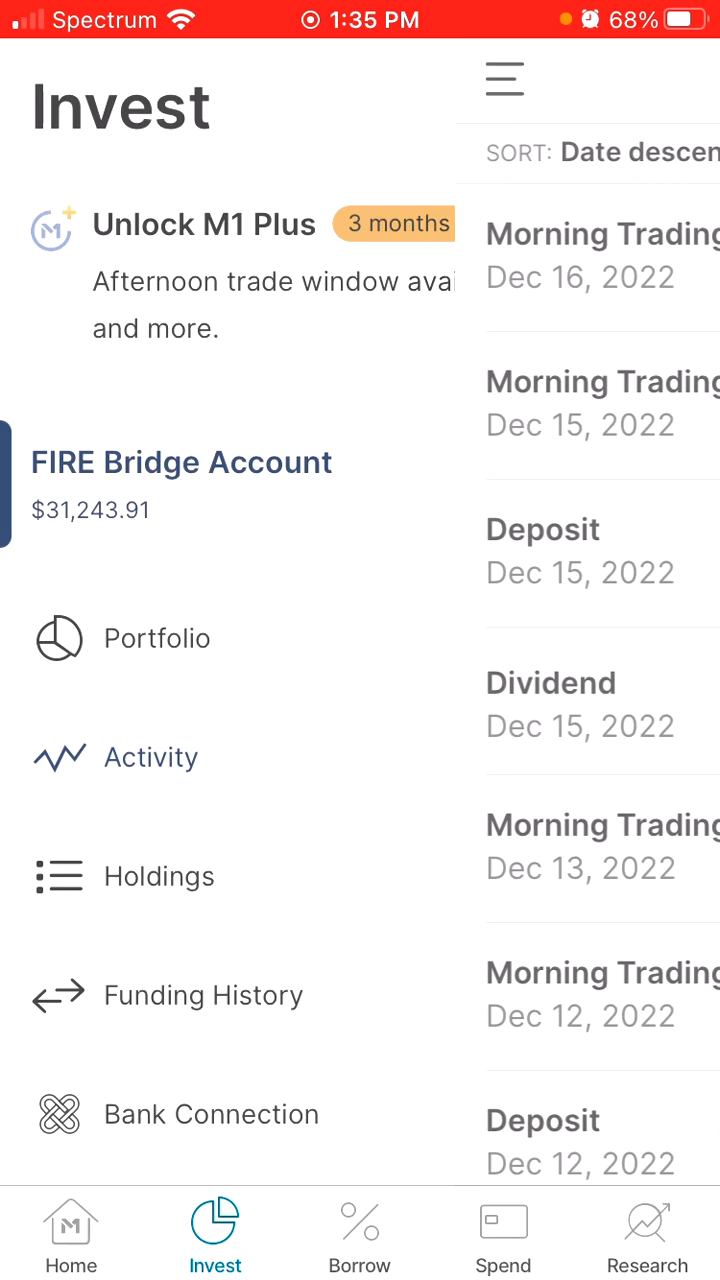 Spectrum 1:35 PM 68%
Invest
Unlock M1 Plus 3 months
Afternoon trade window avai
and more.
FIRE Bridge Account
$31,243.91
Portfolio
Activity
Holdings
Funding History
Bank Connection
SORT: Date descen
Morning Trading
Dec 16, 2022
Morning Trading
Dec 15, 2022
Deposit
Dec 15, 2022
Dividend
Dec 15, 2022
Morning Trading
Dec 13, 2022
Morning Trading
Dec 12, 2022
Deposit
Dec 12, 2022
Home Invest Borrow Spend Research